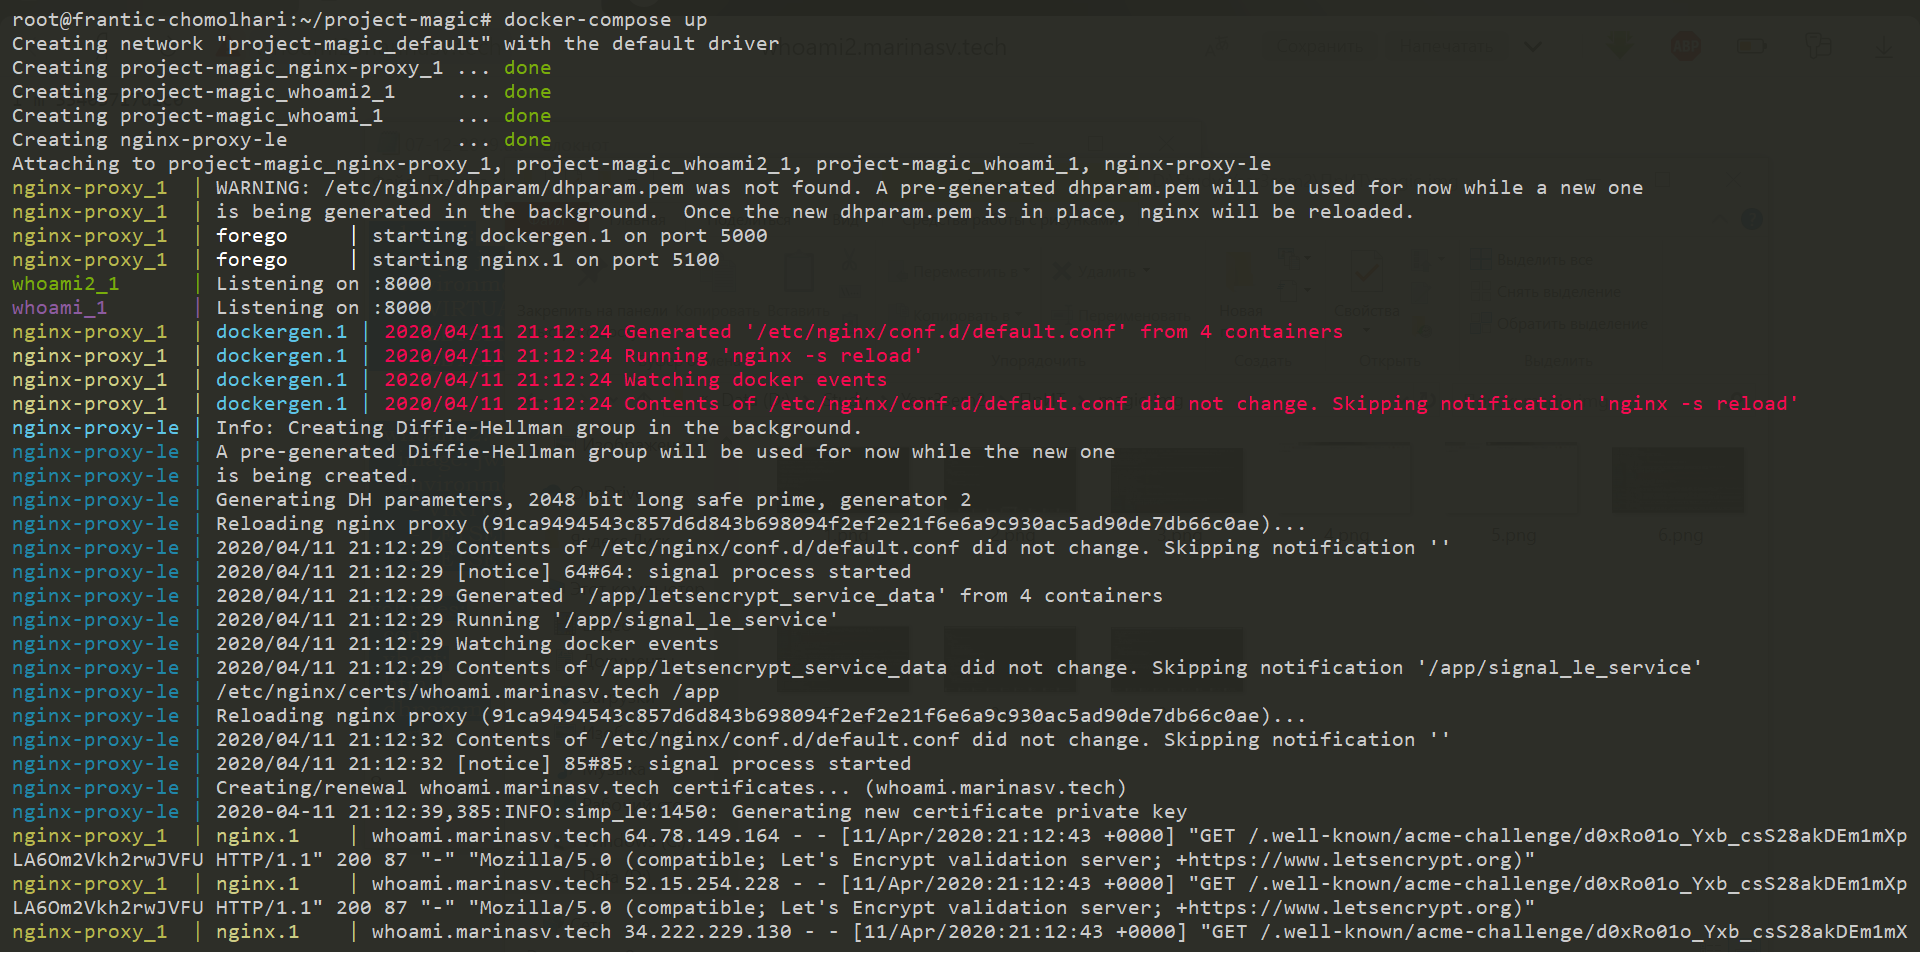 root@frantic-chomolhari:~/project-magic# docker-compose up
Creating network "project-magic_default" with the default driver
Creating project-magic_nginx-proxy_1 ... done
Creating project-magic_whoami2_1     ... done
Creating project-magic_whoami_1      ... done
Creating nginx-proxy-le              ... done
Attaching to project-magic_nginx-proxy_1, project-magic_whoami2_1, project-magic_whoami_1, nginx-proxy-le
nginx-proxy_1  | WARNING: /etc/nginx/dhparam/dhparam.pem was not found. A pre-generated dhparam.pem will be used for now while a new one
nginx-proxy_1  | is being generated in the background.  Once the new dhparam.pem is in place, nginx will be reloaded.
nginx-proxy_1  | forego     | starting dockergen.1 on port 5000
nginx-proxy_1  | forego     | starting nginx.1 on port 5100
whoami2_1      | Listening on :8000
whoami_1       | Listening on :8000
nginx-proxy_1  | dockergen.1 | 2020/04/11 21:12:24 Generated '/etc/nginx/conf.d/default.conf' from 4 containers
nginx-proxy_1  | dockergen.1 | 2020/04/11 21:12:24 Running 'nginx -s reload'
nginx-proxy_1  | dockergen.1 | 2020/04/11 21:12:24 Watching docker events
nginx-proxy_1  | dockergen.1 | 2020/04/11 21:12:24 Contents of /etc/nginx/conf.d/default.conf did not change. Skipping notification 'nginx -s reload'
nginx-proxy-le | Info: Creating Diffie-Hellman group in the background.
nginx-proxy-le | A pre-generated Diffie-Hellman group will be used for now while the new one
nginx-proxy-le | is being created.
nginx-proxy-le | Generating DH parameters, 2048 bit long safe prime, generator 2
nginx-proxy-le | Reloading nginx proxy (91ca9494543c857d6d843b698094f2ef2e21f6e6a9c930ac5ad90de7db66c0ae)...
nginx-proxy-le | 2020/04/11 21:12:29 Contents of /etc/nginx/conf.d/default.conf did not change. Skipping notification ''
nginx-proxy-le | 2020/04/11 21:12:29 [notice] 64#64: signal process started
nginx-proxy-le | 2020/04/11 21:12:29 Generated '/app/letsencrypt_service_data' from 4 containers
nginx-proxy-le | 2020/04/11 21:12:29 Running '/app/signal_le_service'
nginx-proxy-le | 2020/04/11 21:12:29 Watching docker events
nginx-proxy-le | 2020/04/11 21:12:29 Contents of /app/letsencrypt_service_data did not change. Skipping notification '/app/signal_le_service'
nginx-proxy-le | /etc/nginx/certs/whoami.marinasv.tech /app
nginx-proxy-le | Reloading nginx proxy (91ca9494543c857d6d843b698094f2ef2e21f6e6a9c930ac5ad90de7db66c0ae)...
nginx-proxy-le | 2020/04/11 21:12:32 Contents of /etc/nginx/conf.d/default.conf did not change. Skipping notification ''
nginx-proxy-le | 2020/04/11 21:12:32 [notice] 85#85: signal process started
nginx-proxy-le | Creating/renewal whoami.marinasv.tech certificates... (whoami.marinasv.tech)
nginx-proxy-le | 2020-04-11 21:12:39,385:INFO:simp_le:1450: Generating new certificate private key
nginx-proxy_1  | nginx.1    | whoami.marinasv.tech 64.78.149.164 - - [11/Apr/2020:21:12:43 +0000] "GET /.well-known/acme-challenge/d0xRo01o_Yxb_csS28akDEm1mXp
LA6Om2Vkh2rwJVFU HTTP/1.1" 200 87 "-" "Mozilla/5.0 (compatible; Let's Encrypt validation server; +https://www.letsencrypt.org)"
nginx-proxy_1  | nginx.1    | whoami.marinasv.tech 52.15.254.228 - - [11/Apr/2020:21:12:43 +0000] "GET /.well-known/acme-challenge/d0xRo01o_Yxb_csS28akDEm1mXp
LA6Om2Vkh2rwJVFU HTTP/1.1" 200 87 "-" "Mozilla/5.0 (compatible; Let's Encrypt validation server; +https://www.letsencrypt.org)"
nginx-proxy_1  | nginx.1    | whoami.marinasv.tech 34.222.229.130 - - [11/Apr/2020:21:12:43 +0000] "GET /.well-known/acme-challenge/d0xRo01o_Yxb_csS28akDEm1mX